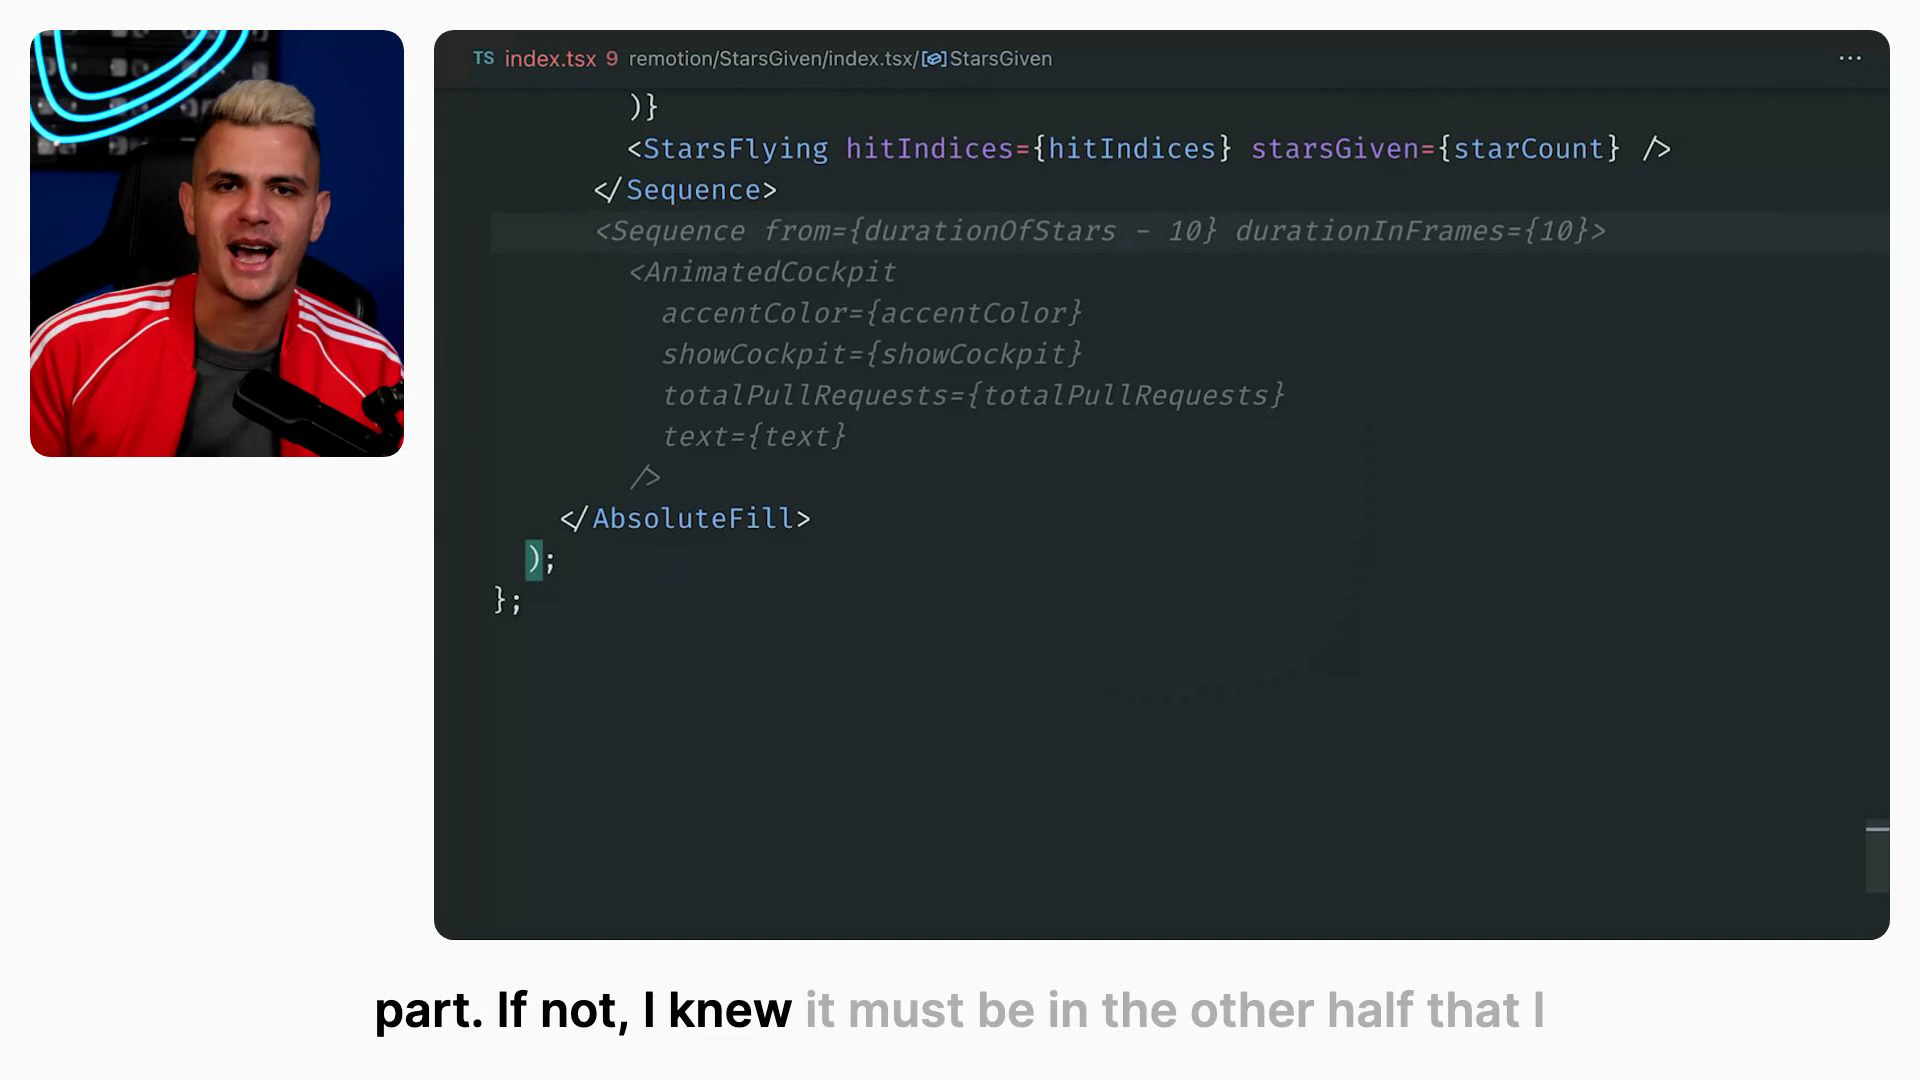 TS index.tsx 9 remotion/StarsGiven/index.tsx/StarsGiven ...
)}
<StarsFlying hitIndices={hitIndices} starsGiven={starCount} />
</Sequence>
<Sequence from={durationOfStars - 10} durationInFrames={10}>
<AnimatedCockpit
accentColor={accentColor}
showCockpit={showCockpit}
totalPullRequests={totalPullRequests}
text={text}
/>
</AbsoluteFill>
);
};
part. If not, I knew it must be in the other half that I